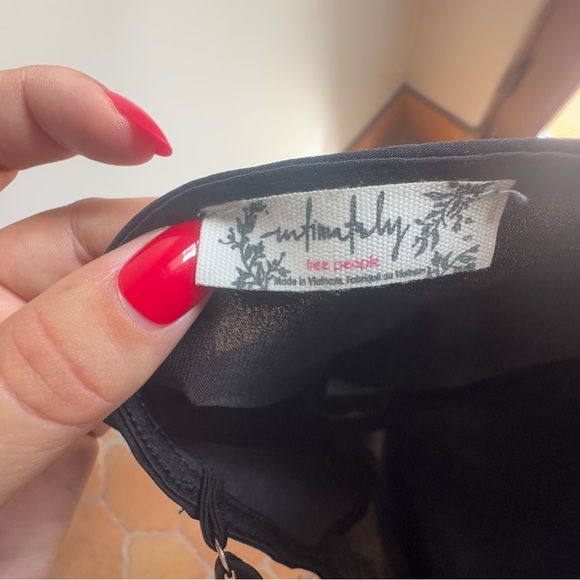 intimately
free people
Made in Vietnam. Fabriqué au Vietnam